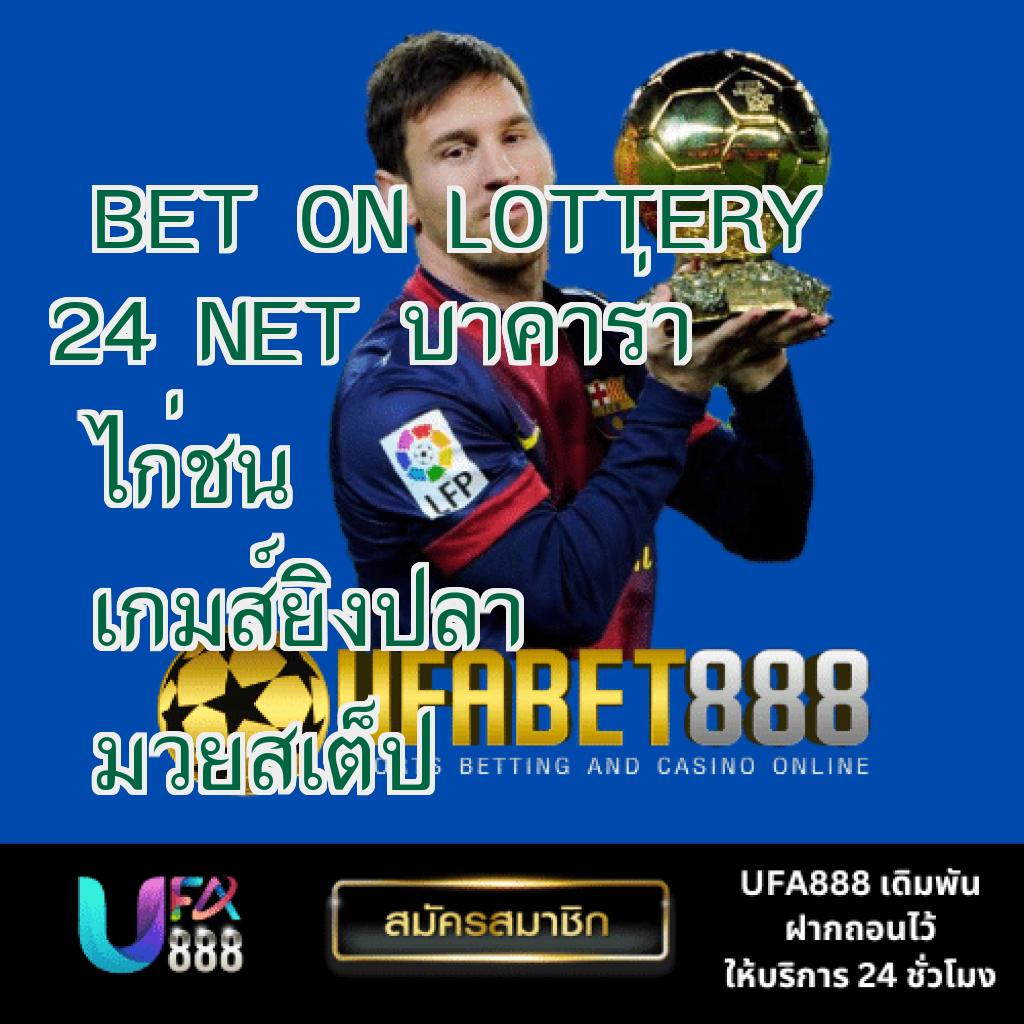 BET ON LOTTERY
24 NET บาคาร่า
ไก่ชน
เกมส์ยิงปลา
มวยสเต็ป
LFP
UFABET888
BETTING AND CASINO ONLINE
UFA
888
สมัครสมาชิก
UFA888 เดิมพัน
ฝากถอนไว้
ให้บริการ 24 ชั่วโมง